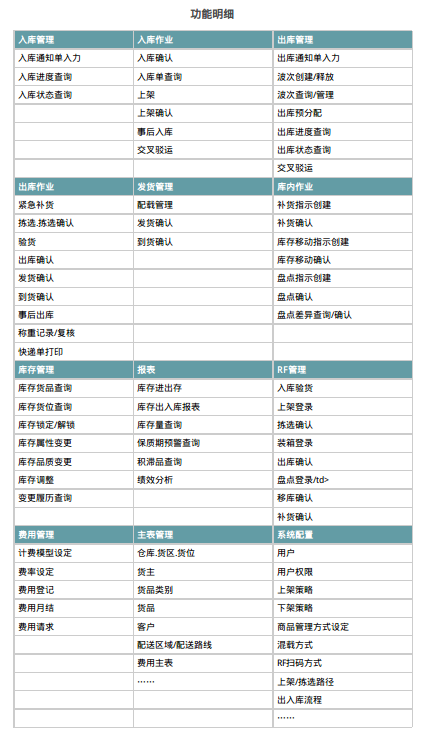 功能明细
入库管理 入库作业 出库管理
入库通知单入力 入库确认 出库通知单入力
入库进度查询 入库单查询 波次创建/释放
入库状态查询 上架 波次查询/管理
上架确认 出库预分配
事后入库 出库进度查询
交叉驳运 出库状态查询
交叉驳运
出库作业 发货管理 库内作业
紧急补货 配载管理 补货指示创建
拣选.拣选确认 发货确认 补货确认
验货 到货确认 库存移动指示创建
出库确认 库存移动确认
发货确认 盘点指示创建
到货确认 盘点确认
事后出库 盘点差异查询/确认
称重记录/复核
快递单打印
库存管理 报表 RF管理
库存货品查询 库存进出存 入库验货
库存货位查询 库存出入库报表 上架登录
库存锁定/解锁 库存量查询 拣选确认
库存属性变更 保质期预警查询 装箱登录
库存品质变更 积滞品查询 出库确认
库存调整 绩效分析 盘点登录/td>
变更履历查询 移库确认
补货确认
费用管理 主表管理 系统配置
计费模型设定 仓库.货区.货位 用户
费率设定 货主 用户权限
费用登记 货品类别 上架策略
费用月结 货品 下架策略
费用请求 客户 商品管理方式设定
配送区域/配送路线 混载方式
费用主表 RF扫码方式
…… 上架/拣选路径
出入库流程
……